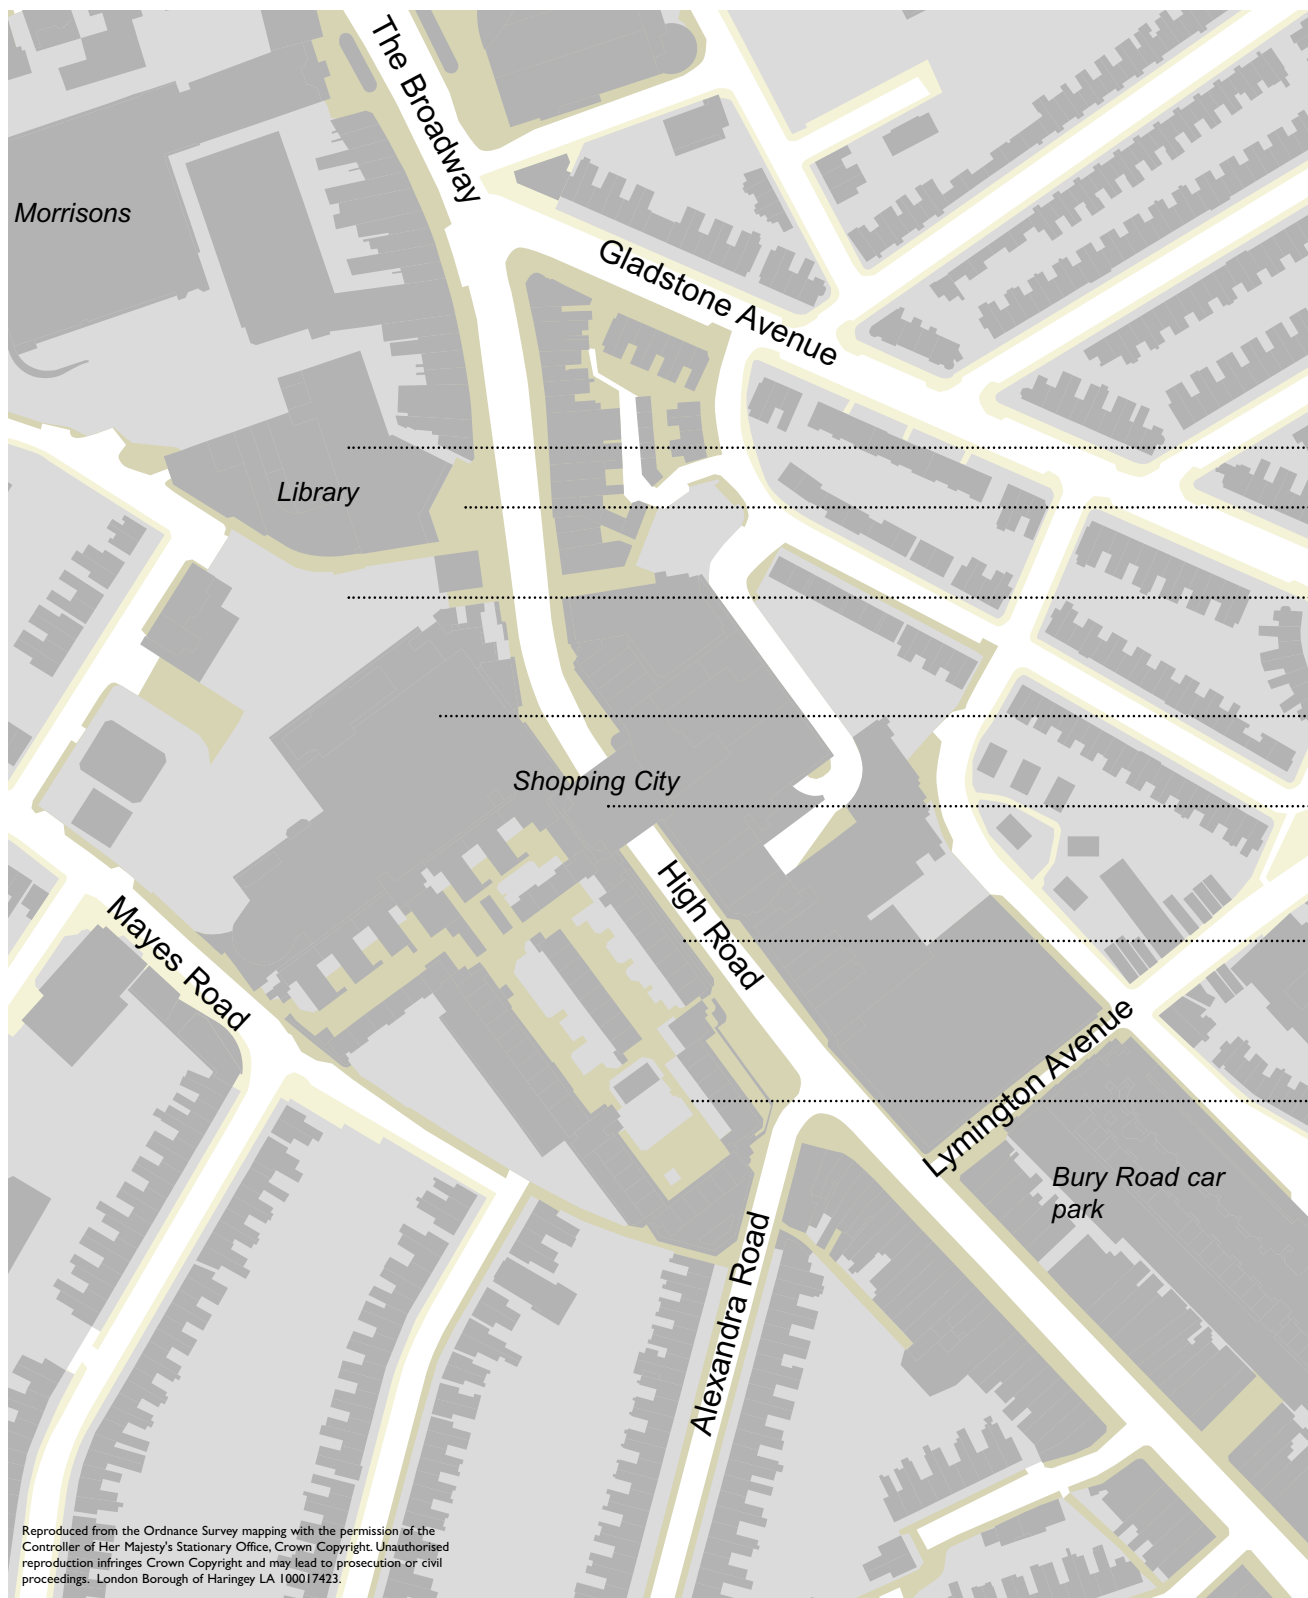 The Broadway
Morrisons
Gladstone Avenue
Library
Shopping City
High Road
Mayes Road
Lymington Avenue
Bury Road car
park
Alexandra Road
Reproduced from the Ordnance Survey mapping with the permission of the
Controller of Her Majesty's Stationary Office, Crown Copyright. Unauthorised
reproduction infringes Crown Copyright and may lead to prosecution or civil
proceedings. London Borough of Haringey LA 100017423.